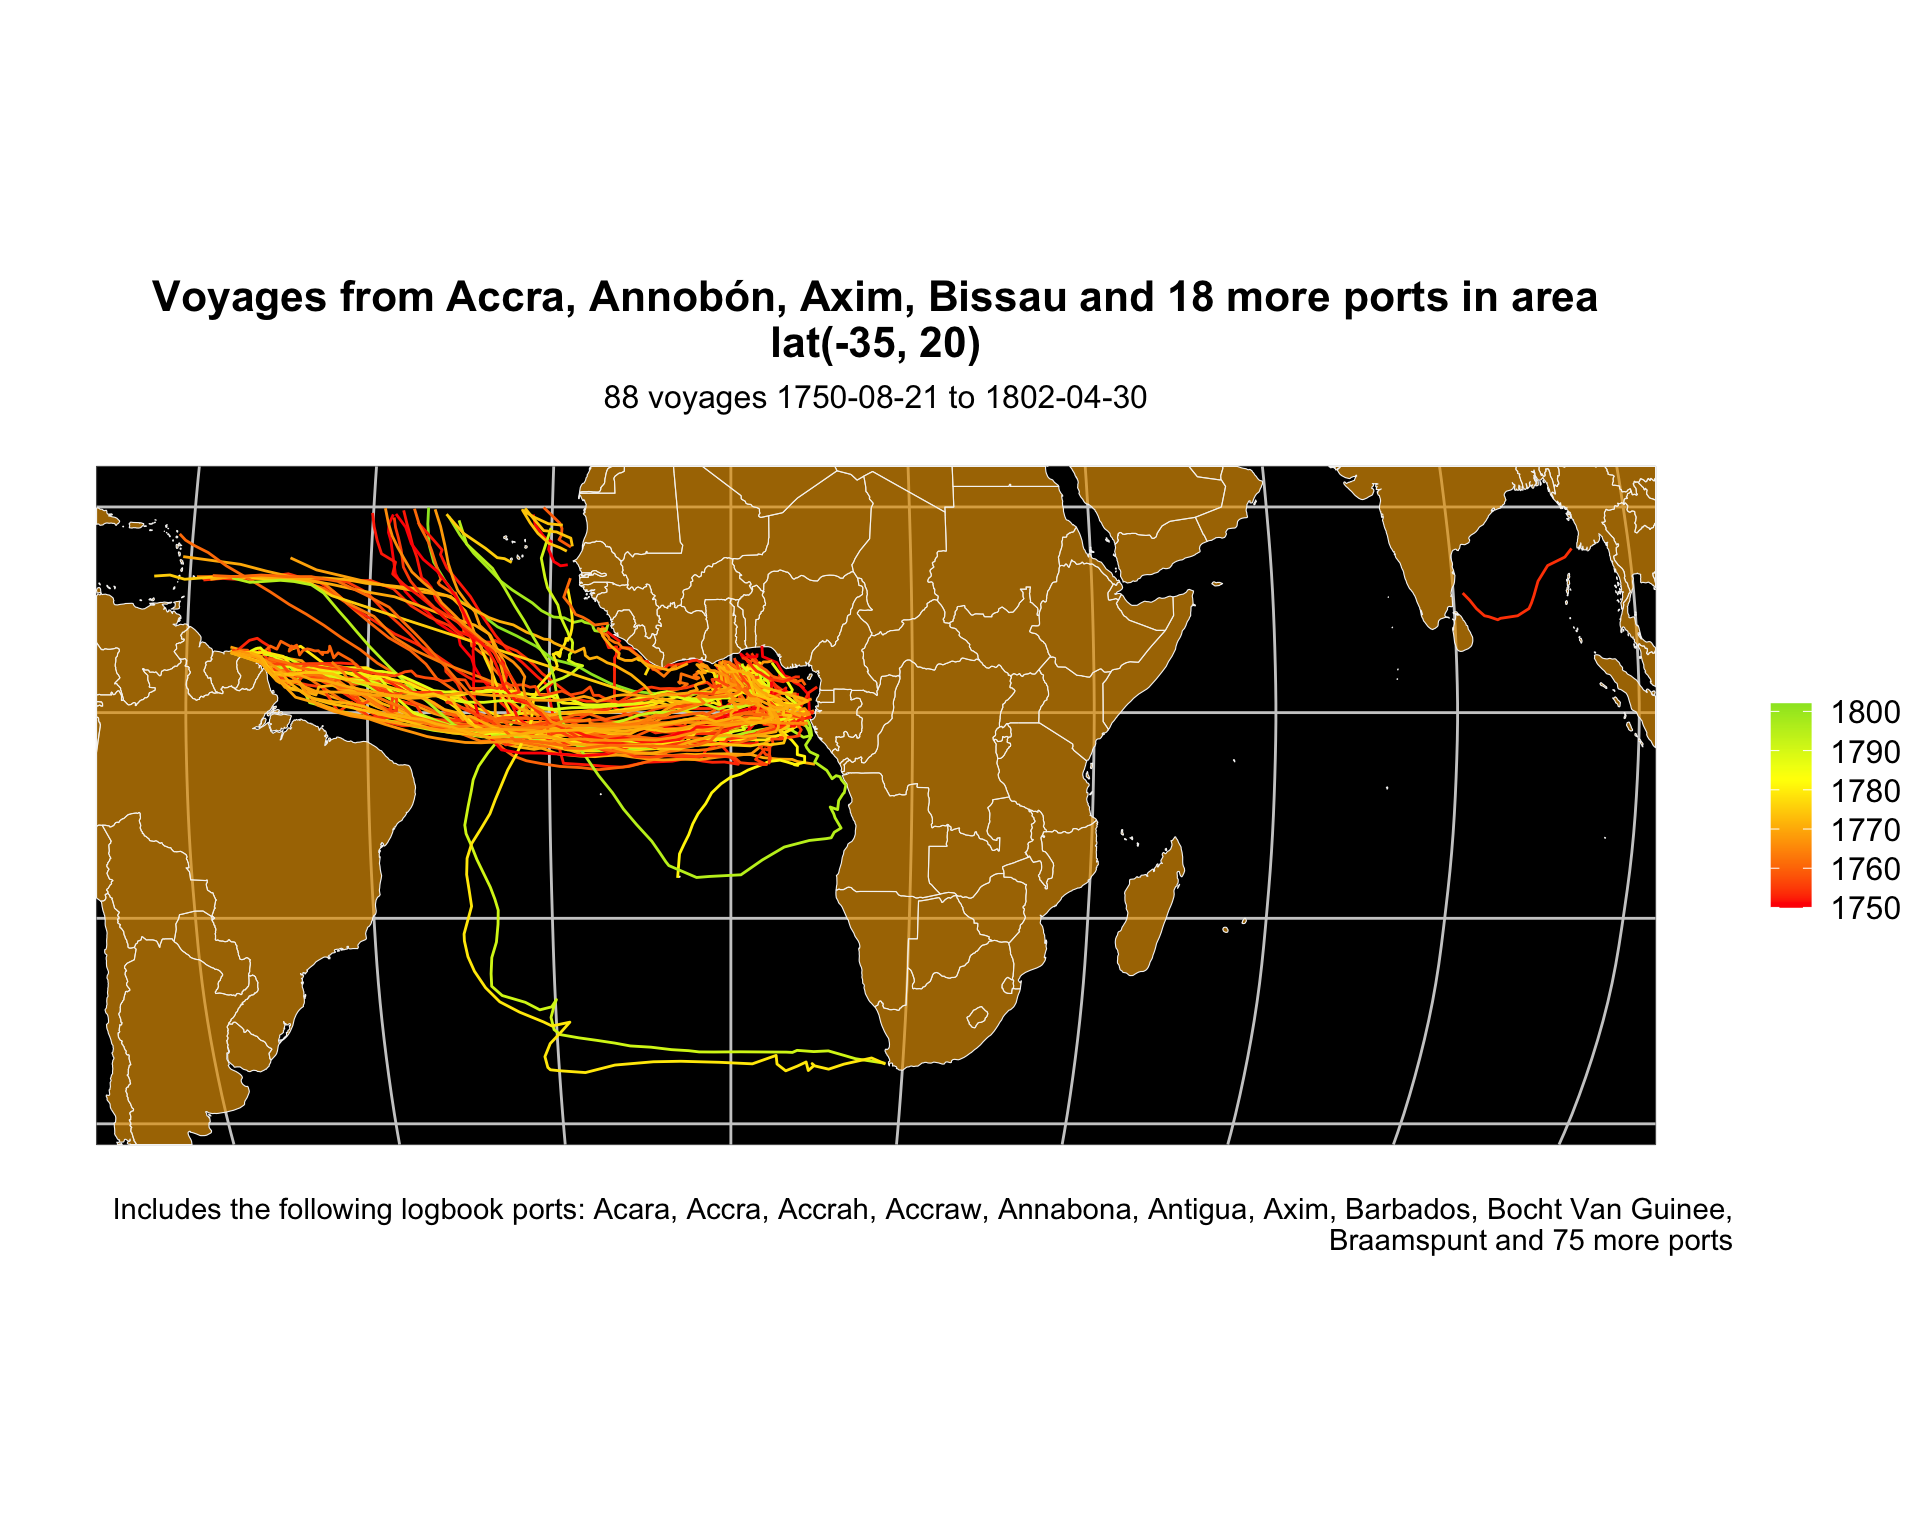 Voyages from Accra, Annobón, Axim, Bissau and 18 more ports in area
lat(-35, 20)
88 voyages 1750-08-21 to 1802-04-30
1800
1790
1780
1770
1760
1750
Includes the following logbook ports: Acara, Accra, Accrah, Accraw, Annabona, Antigua, Axim, Barbados, Bocht Van Guinee,
Braamspunt and 75 more ports